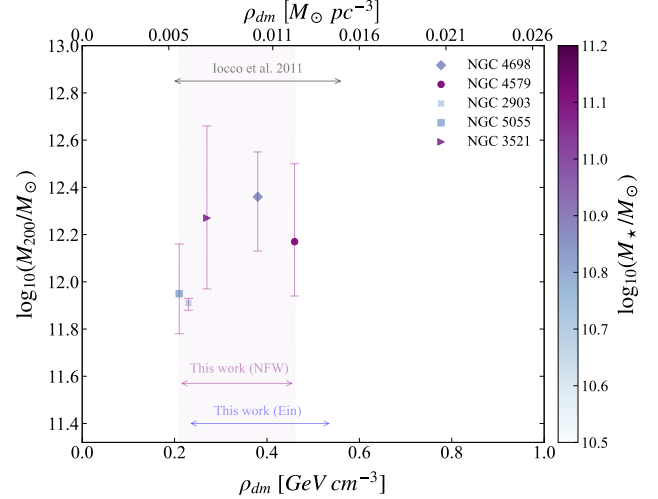 ρ_dm [M_⊙ pc^−3]
0.0 0.005 0.011 0.016 0.021 0.026
13.0
12.8
12.6
12.4
12.2
12.0
11.8
11.6
11.4
log10(M200/M⊙)
Iocco et al. 2011
NGC 4698
NGC 4579
NGC 2903
NGC 5055
NGC 3521
This work (NFW)
This work (Ein)
0.0 0.2 0.4 0.6 0.8 1.0
ρ_dm [GeV cm^−3]
11.2
11.1
11.0
10.9
10.8
10.7
10.6
10.5
log10(M★/M⊙)